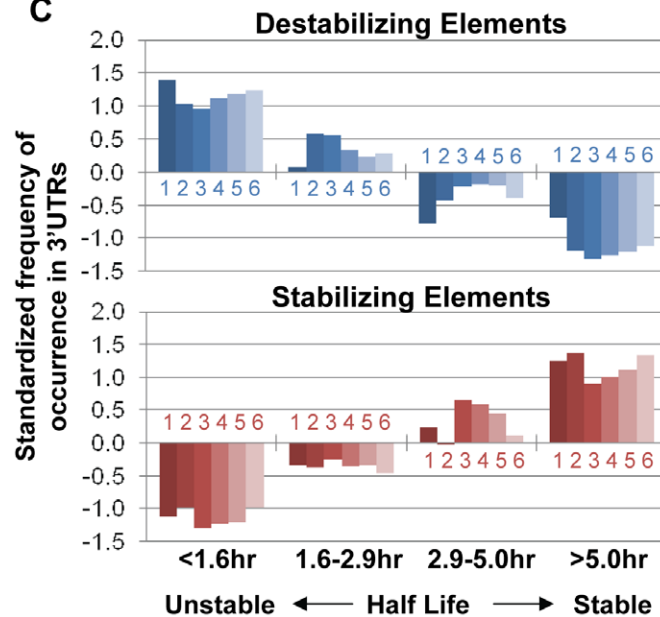 C
Destabilizing Elements
Standardized frequency of
occurrence in 3'UTRs
2.0
1.5
1.0
0.5
0.0
-0.5
-1.0
-1.5
1 2 3 4 5 6
1 2 3 4 5 6
1 2 3 4 5 6
1 2 3 4 5 6
Stabilizing Elements
2.0
1.5
1.0
0.5
0.0
-0.5
-1.0
-1.5
1 2 3 4 5 6
1 2 3 4 5 6
1 2 3 4 5 6
1 2 3 4 5 6
<1.6hr 1.6-2.9hr 2.9-5.0hr >5.0hr
Unstable ← Half Life → Stable